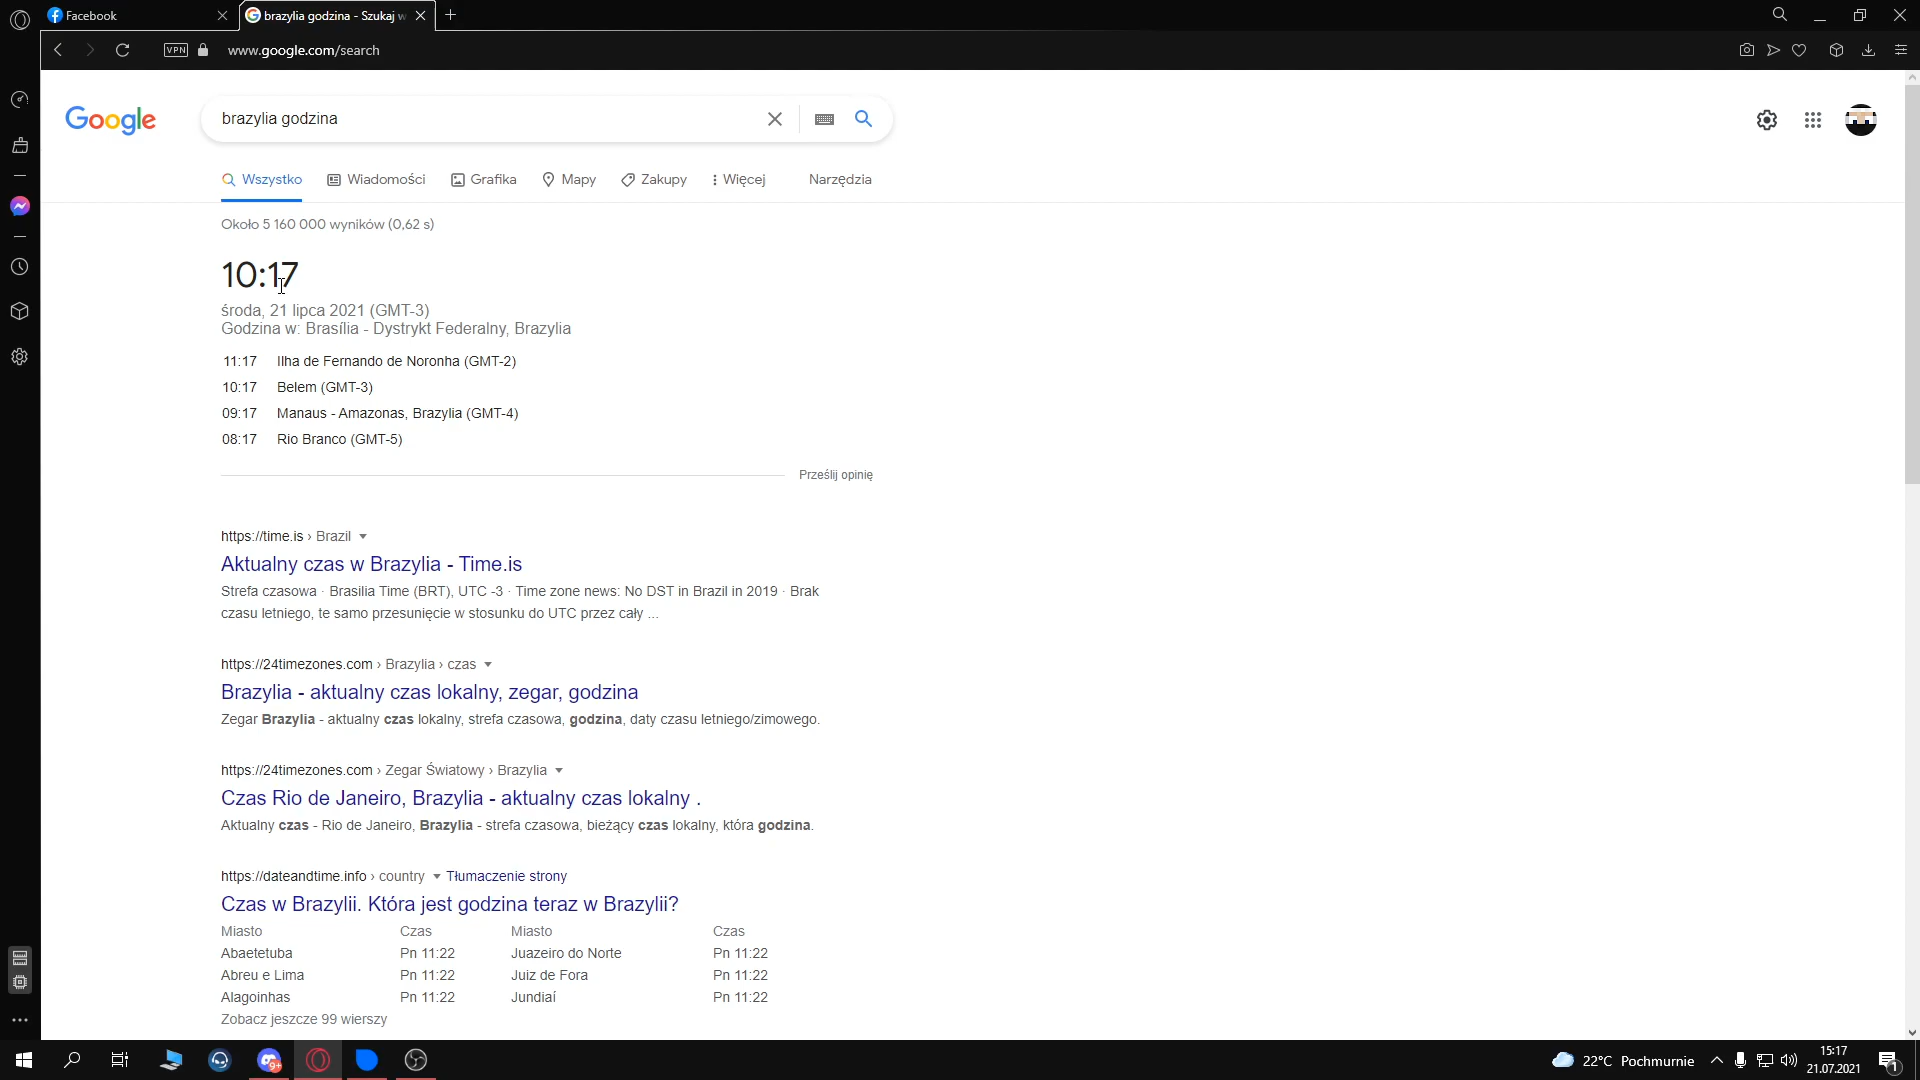 Facebook
brazylia godzina - Szukaj w
VPN
www.google.com/search
Google
brazylia godzina
Wszystko
Wiadomości
Grafika
Mapy
Zakupy
Więcej
Narzędzia
Około 5 160 000 wyników (0,62 s)
10:17
środa, 21 lipca 2021 (GMT-3)
Godzina w: Brasília - Dystrykt Federalny, Brazylia
11:17 Ilha de Fernando de Noronha (GMT-2)
10:17 Belem (GMT-3)
09:17 Manaus - Amazonas, Brazylia (GMT-4)
08:17 Rio Branco (GMT-5)
Prześlij opinię
https://time.is › Brazil
Aktualny czas w Brazylia - Time.is
Strefa czasowa · Brasilia Time (BRT), UTC -3 · Time zone news: No DST in Brazil in 2019 · Brak
czasu letniego, te samo przesunięcie w stosunku do UTC przez cały ...
https://24timezones.com › Brazylia › czas
Brazylia - aktualny czas lokalny, zegar, godzina
Zegar Brazylia - aktualny czas lokalny, strefa czasowa, godzina, daty czasu letniego/zimowego.
https://24timezones.com › Zegar Światowy › Brazylia
Czas Rio de Janeiro, Brazylia - aktualny czas lokalny .
Aktualny czas - Rio de Janeiro, Brazylia - strefa czasowa, bieżący czas lokalny, która godzina.
https://dateandtime.info › country Tłumaczenie strony
Czas w Brazylii. Która jest godzina teraz w Brazylii?
Miasto Czas Miasto Czas
Abaetetuba Pn 11:22 Juazeiro do Norte Pn 11:22
Abreu e Lima Pn 11:22 Juiz de Fora Pn 11:22
Alagoinhas Pn 11:22 Jundiaí Pn 11:22
Zobacz jeszcze 99 wierszy
9+
22°C Pochmurnie
15:17
21.07.2021
1